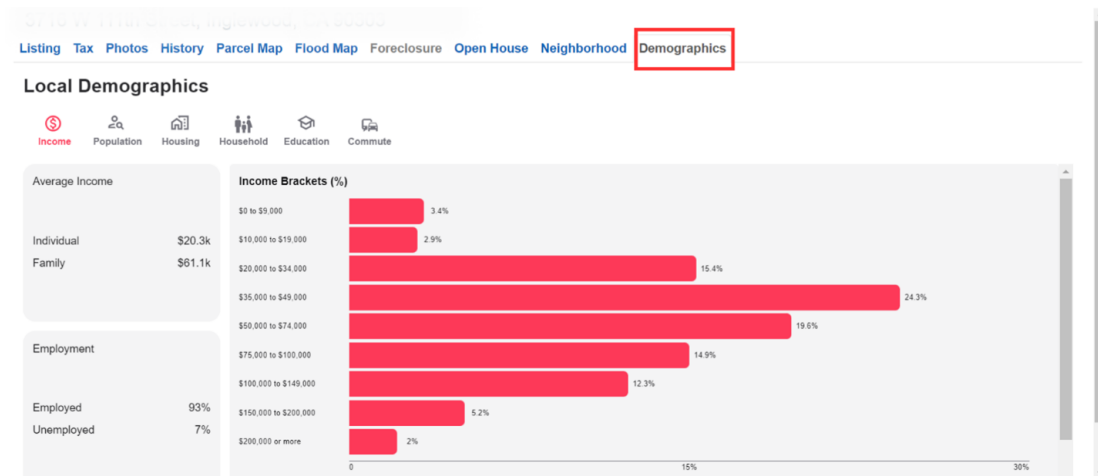 Listing Tax Photos History Parcel Map Flood Map Foreclosure Open House Neighborhood Demographics
Local Demographics
Income Population Housing Household Education Commute
Average Income
Individual $20.3k
Family $61.1k
Employment
Employed 93%
Unemployed 7%
Income Brackets (%)
$0 to $9,000 3.4%
$10,000 to $19,000 2.9%
$20,000 to $34,000 15.4%
$35,000 to $49,000 24.3%
$50,000 to $74,000 19.6%
$75,000 to $100,000 14.9%
$100,000 to $149,000 12.3%
$150,000 to $200,000 5.2%
$200,000 or more 2%
0 15% 30%